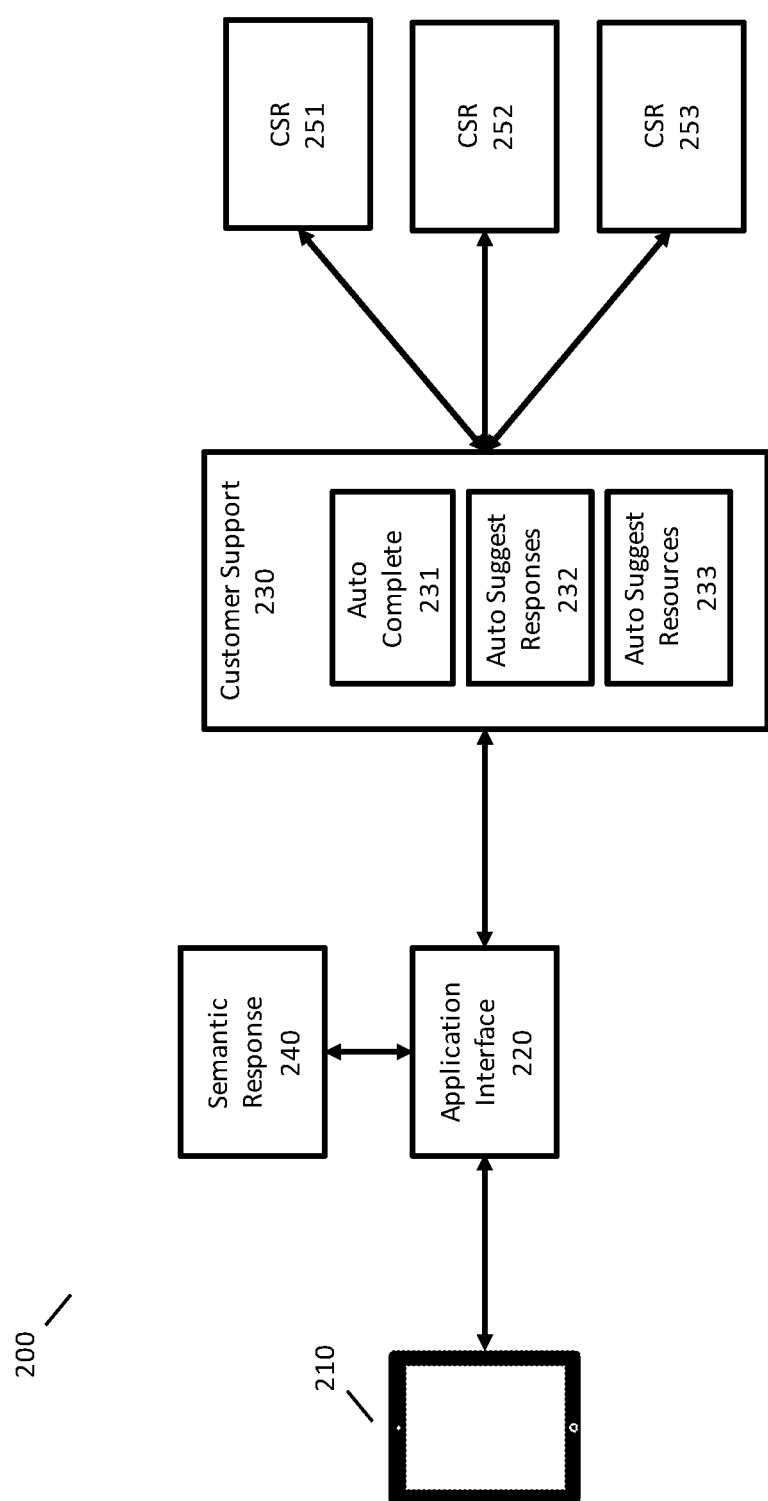 200
210
Semantic
Response
240
Application
Interface
220
Customer Support
230
Auto
Complete
231
Auto Suggest
Responses
232
Auto Suggest
Resources
233
CSR
251
CSR
252
CSR
253